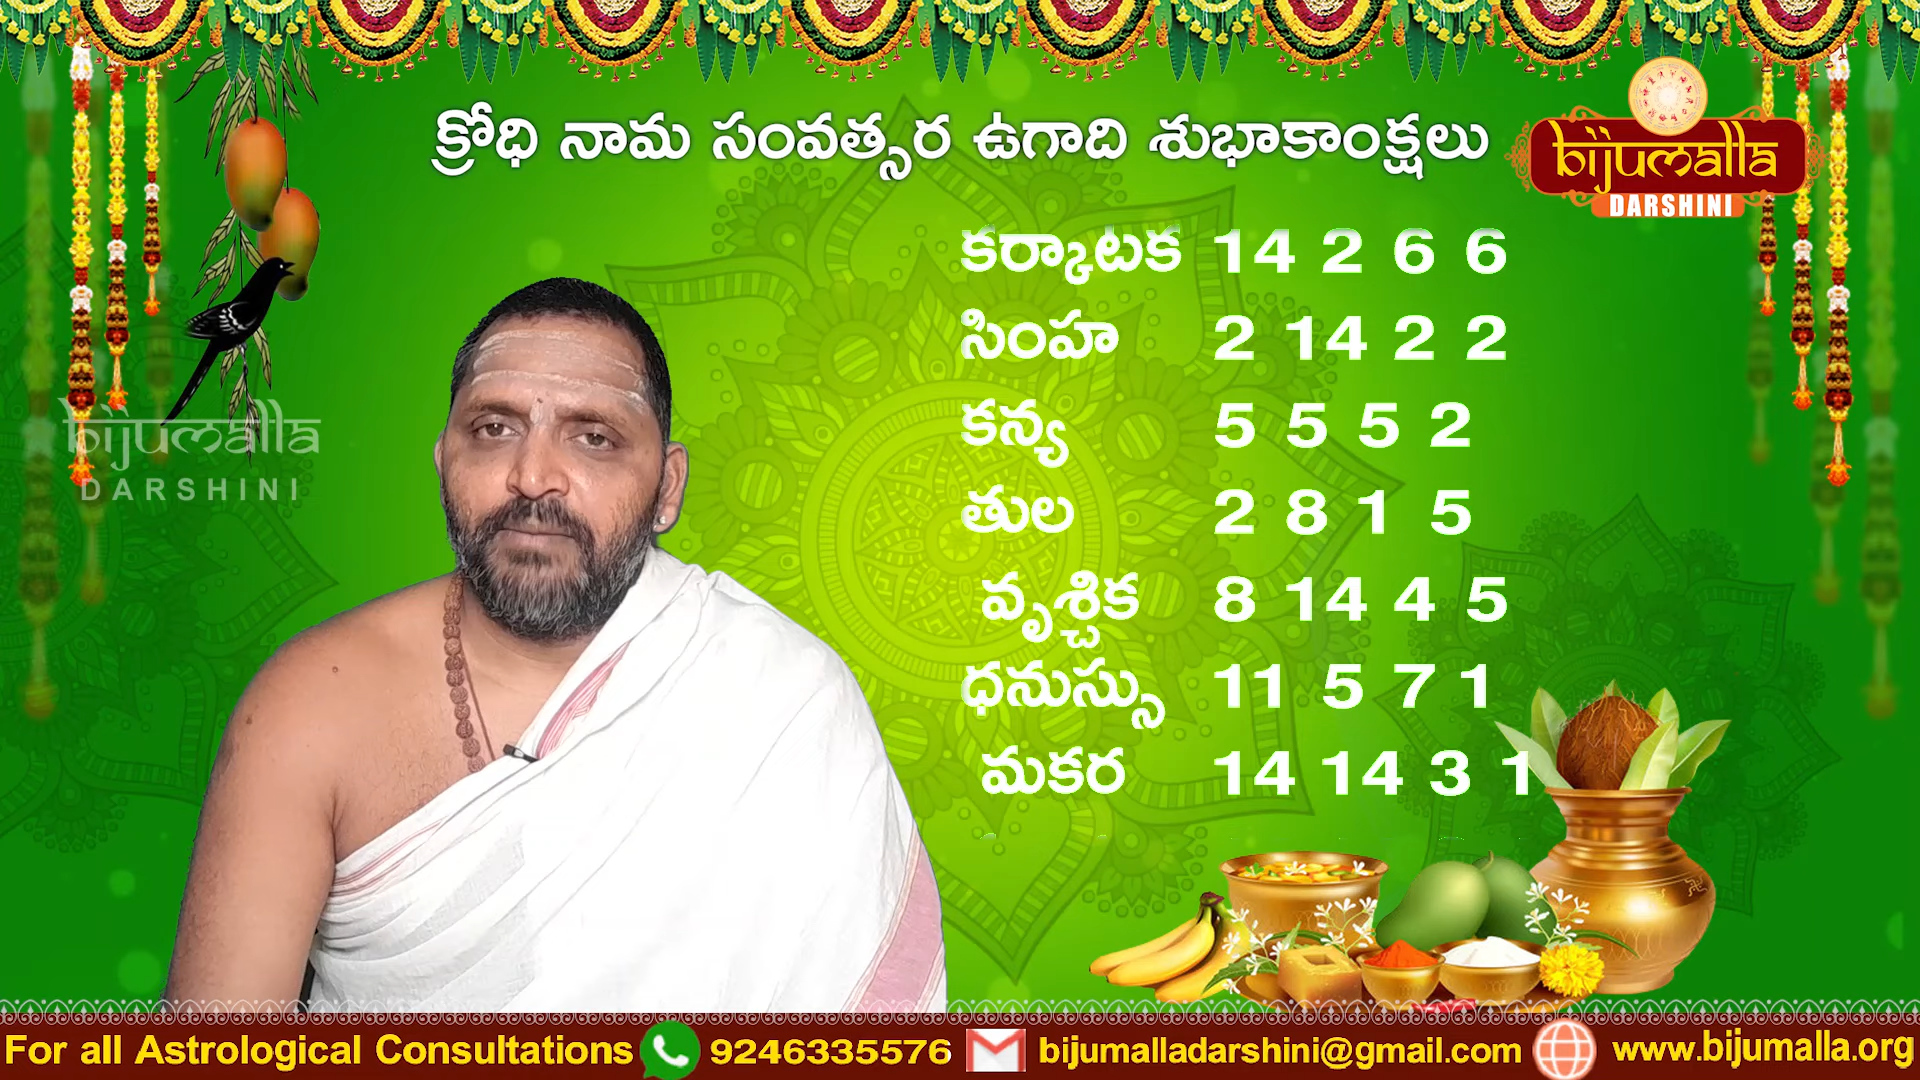 క్రోధి నామ సంవత్సర ఉగాది శుభాకాంక్షలు
bijumalla
DARSHINI
కర్కాటక 14 2 6 6
సింహ 2 14 2 2
కన్య 5 5 5 2
తుల 2 8 1 5
వృశ్చిక 8 14 4 5
ధనుస్సు 11 5 7 1
మకర 14 14 3 1
bijumalla
DARSHINI
For all Astrological Consultations 9246335576 bijumalladarshini@gmail.com www.bijumalla.org